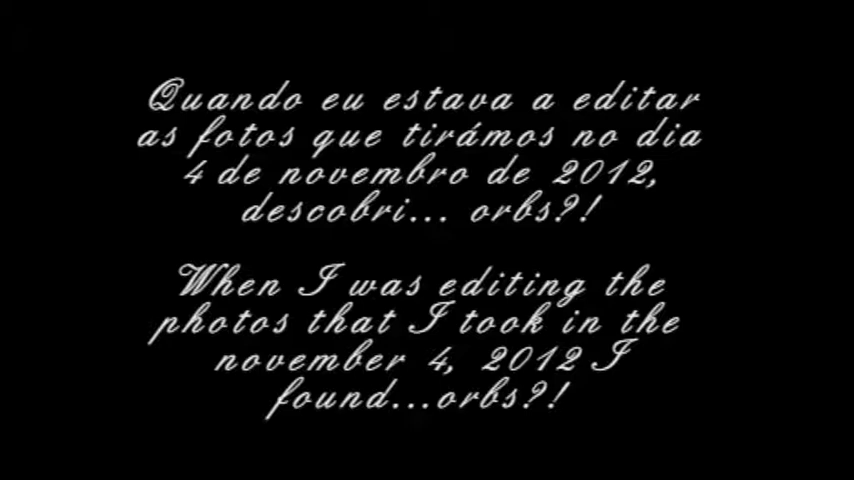 Quando eu estava a editar
as fotos que tirámos no dia
4 de novembro de 2012,
descobri... orbs?!
When I was editing the
photos that I took in the
november 4, 2012 I
found...orbs?!